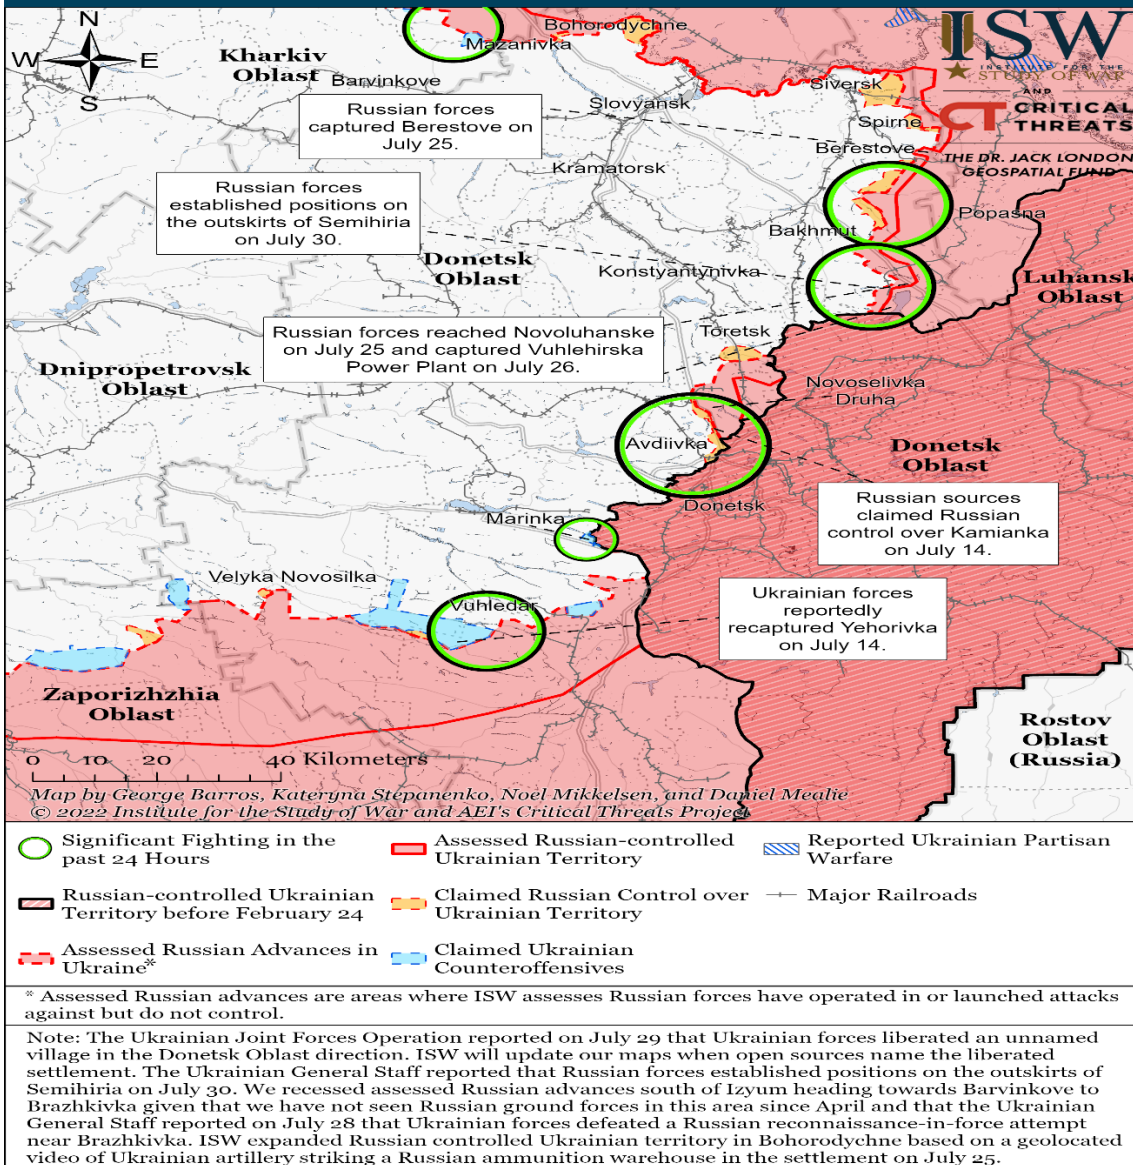 N
W
E
S
Kharkiv
Oblast
Barvinkove
Bohorodychne
Mazanivka
ISW
INSTITUTE FOR THE
STUDY OF WAR
AND
CT CRITICAL
THREATS
THE DR. JACK LONDON
GEOSPATIAL FUND
Russian forces
captured Berestove on
July 25.
Slovyansk
Siversk
Spirne
Berestove
Kramatorsk
Russian forces
established positions on
the outskirts of Semihiria
on July 30.
Popasna
Bakhmut
Donetsk
Oblast
Konstyantynivka
Luhansk
Oblast
Russian forces reached Novoluhanske
on July 25 and captured Vuhlehirska
Power Plant on July 26.
Toretsk
Dnipropetrovsk
Oblast
Novoselivka
Druha
Avdiivka
Donetsk
Oblast
Donetsk
Russian sources
claimed Russian
control over Kamianka
on July 14.
Marinka
Velyka Novosilka
Vuhledar
Ukrainian forces
reportedly
recaptured Yehorivka
on July 14.
Zaporizhzhia
Oblast
Rostov
Oblast
(Russia)
0 10 20 40 Kilometers
Map by George Barros, Kateryna Stepanenko, Noel Mikkelsen, and Daniel Mealie
© 2022 Institute for the Study of War and AEI's Critical Threats Project
Significant Fighting in the
past 24 Hours
Assessed Russian-controlled
Ukrainian Territory
Reported Ukrainian Partisan
Warfare
Russian-controlled Ukrainian
Territory before February 24
Claimed Russian Control over
Ukrainian Territory
Major Railroads
Assessed Russian Advances in
Ukraine*
Claimed Ukrainian
Counteroffensives
* Assessed Russian advances are areas where ISW assesses Russian forces have operated in or launched attacks
against but do not control.
Note: The Ukrainian Joint Forces Operation reported on July 29 that Ukrainian forces liberated an unnamed
village in the Donetsk Oblast direction. ISW will update our maps when open sources name the liberated
settlement. The Ukrainian General Staff reported that Russian forces established positions on the outskirts of
Semihiria on July 30. We recessed assessed Russian advances south of Izyum heading towards Barvinkove to
Brazhkivka given that we have not seen Russian ground forces in this area since April and that the Ukrainian
General Staff reported on July 28 that Ukrainian forces defeated a Russian reconnaissance-in-force attempt
near Brazhkivka. ISW expanded Russian controlled Ukrainian territory in Bohorodychne based on a geolocated
video of Ukrainian artillery striking a Russian ammunition warehouse in the settlement on July 25.